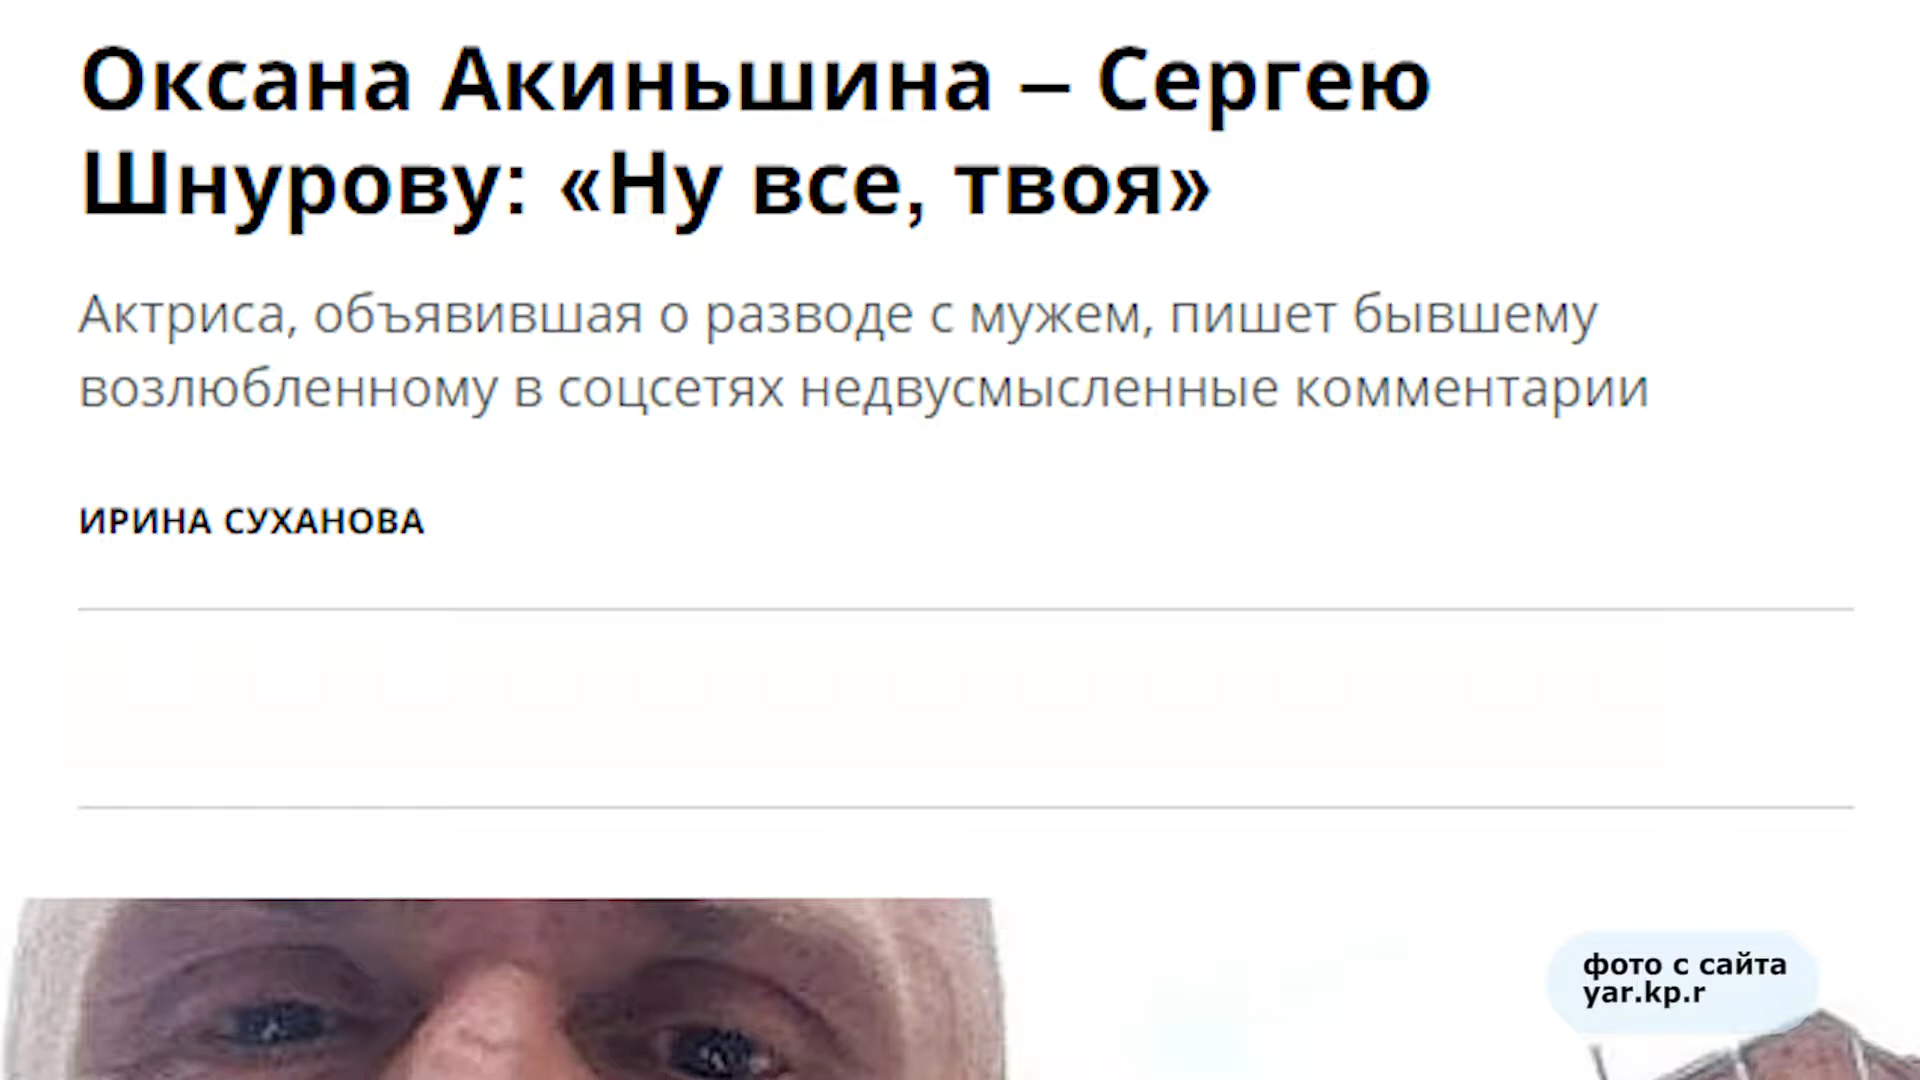 Оксана Акиньшина – Сергею
Шнурову: «Ну все, твоя»
Актриса, объявившая о разводе с мужем, пишет бывшему
возлюбленному в соцсетях недвусмысленные комментарии
ИРИНА СУХАНОВА
фото с сайта
yar.kp.r